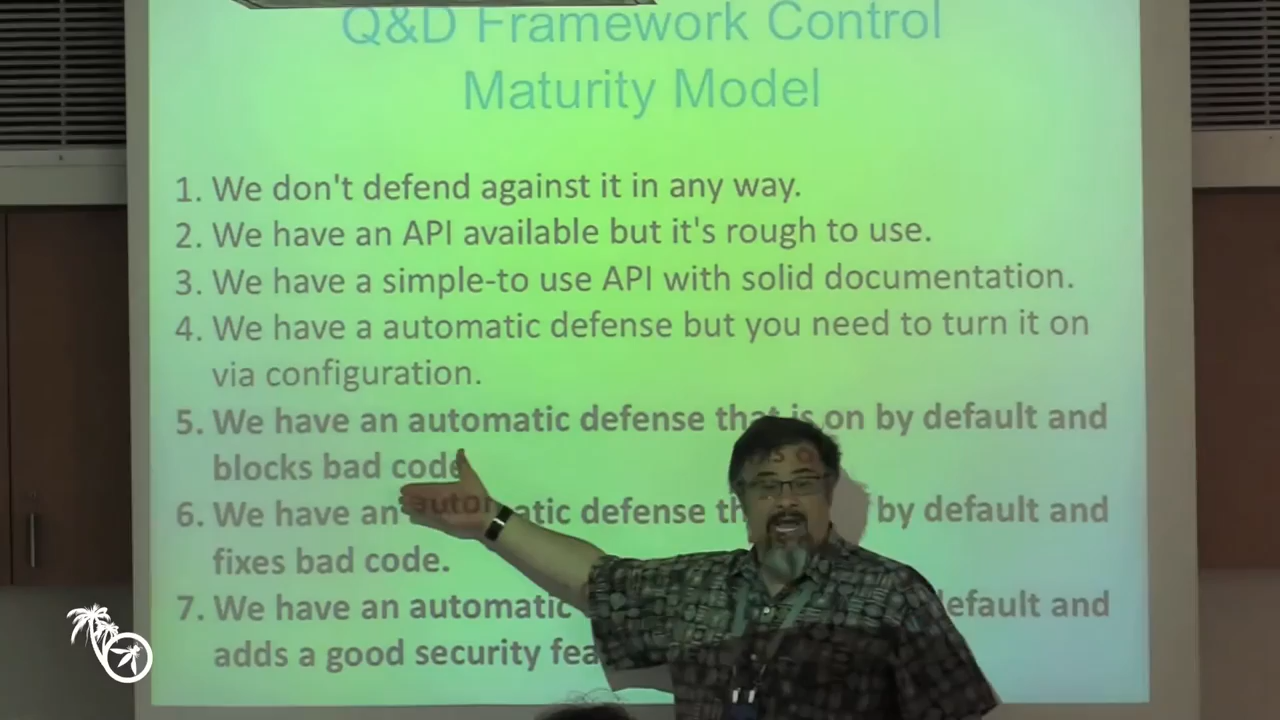 Q&D Framework Control
Maturity Model
1. We don't defend against it in any way.
2. We have an API available but it's rough to use.
3. We have a simple-to use API with solid documentation.
4. We have a automatic defense but you need to turn it on
via configuration.
5. We have an automatic defense that is on by default and
blocks bad code
6. We have an automatic defense by default and
fixes bad code.
7. We have an automatic default and
adds a good security